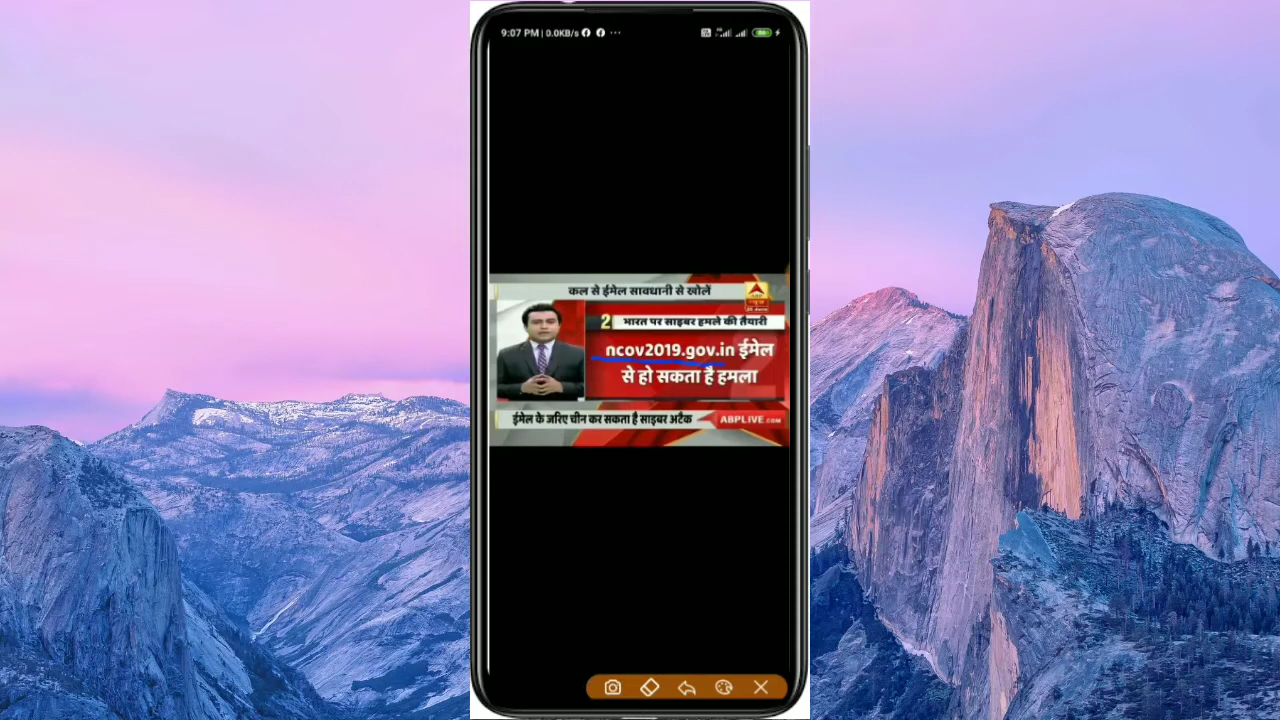 9:07 PM | 0.0KB/s
कल से ईमेल सावधानी से खोलें
2 भारत पर साइबर हमले की तैयारी
ncov2019.gov.in ईमेल
से हो सकता है हमला
ईमेल के जरिए चीन कर सकता है साइबर अटैक
ABPLIVE.COM